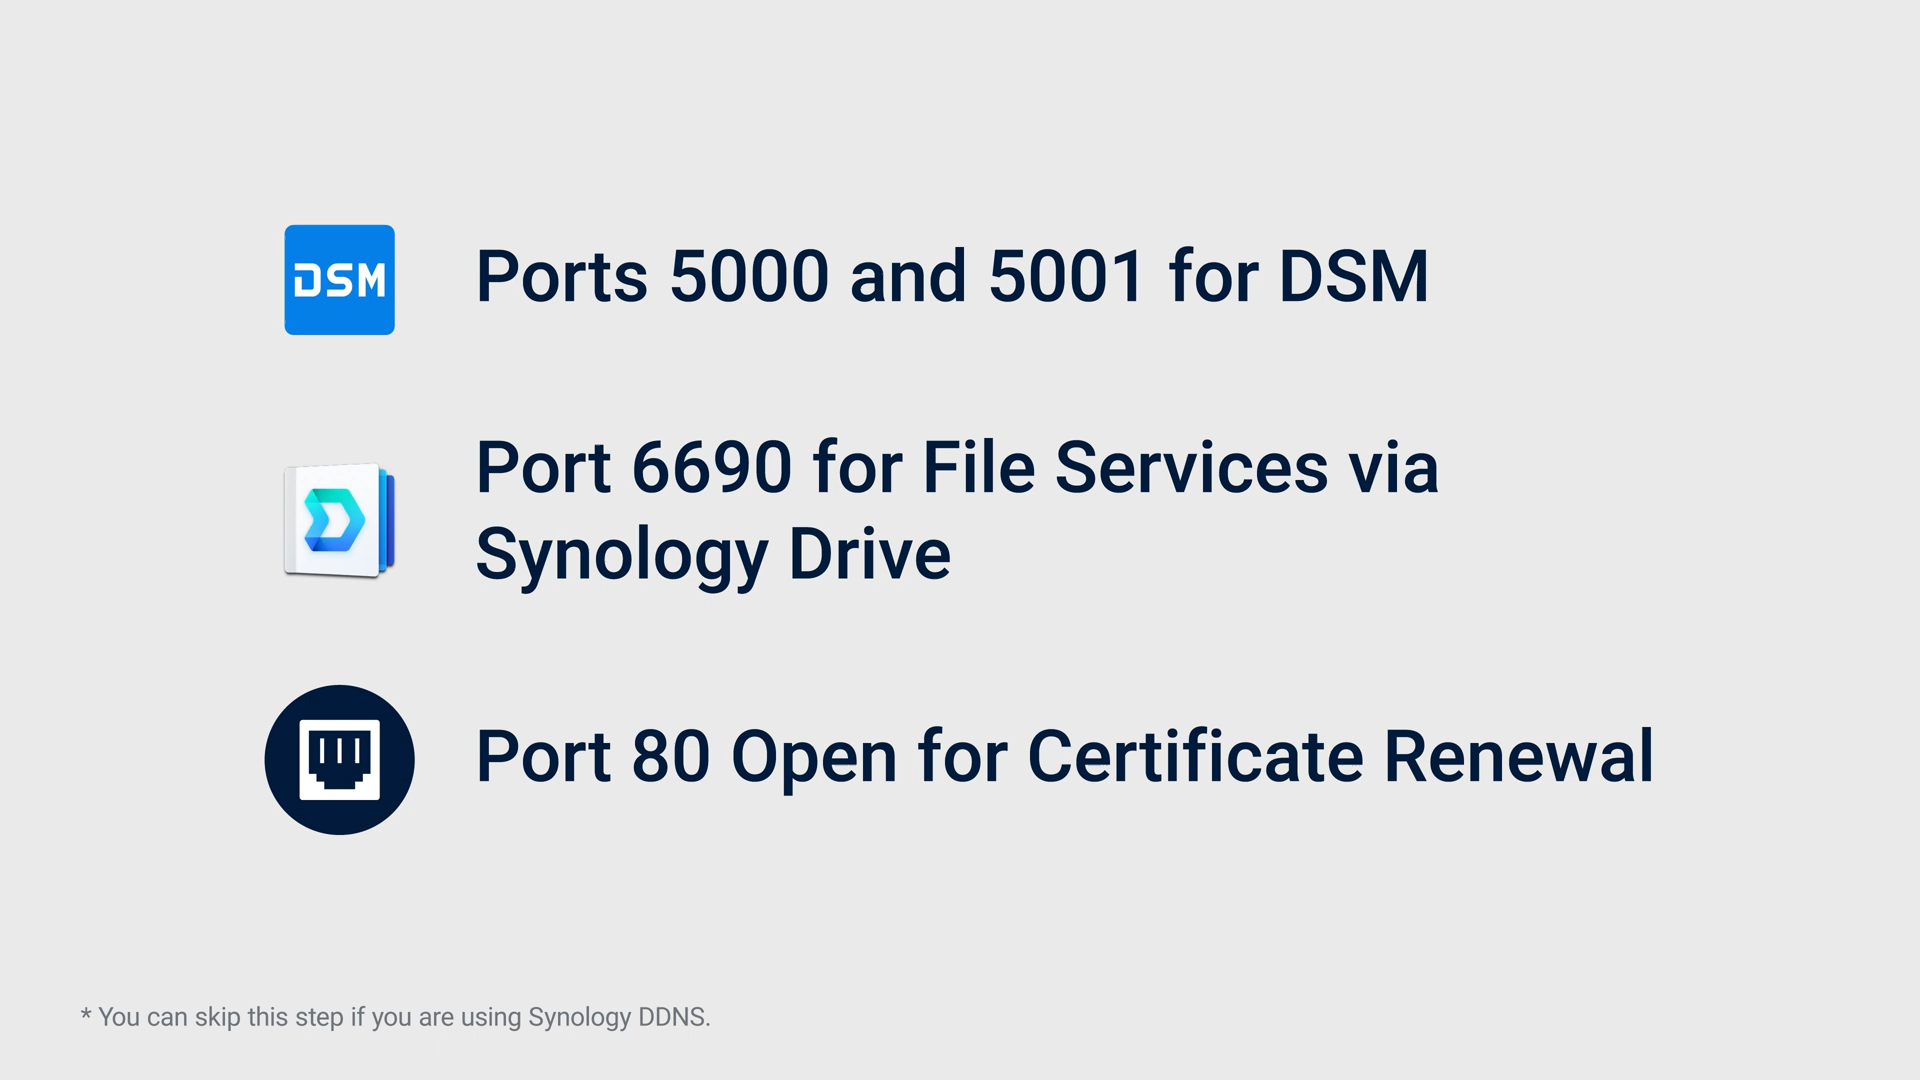 DSM
Ports 5000 and 5001 for DSM
Port 6690 for File Services via
Synology Drive
Port 80 Open for Certificate Renewal
* You can skip this step if you are using Synology DDNS.